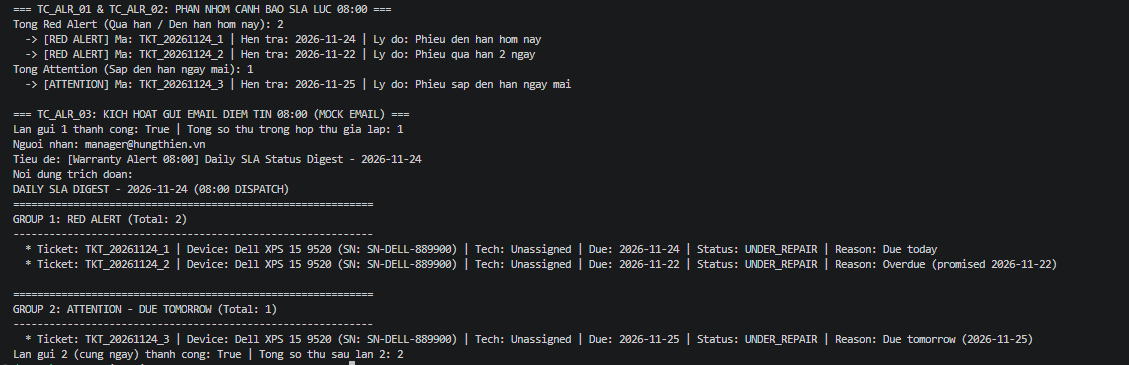 === TC_ALR_01 & TC_ALR_02: PHAN NHOM CANH BAO SLA LUC 08:00 ===
Tong Red Alert (Qua han / Den han hom nay): 2
  -> [RED ALERT] Ma: TKT_20261124_1 | Hen tra: 2026-11-24 | Ly do: Phieu den han hom nay
  -> [RED ALERT] Ma: TKT_20261124_2 | Hen tra: 2026-11-22 | Ly do: Phieu qua han 2 ngay
Tong Attention (Sap den han ngay mai): 1
  -> [ATTENTION] Ma: TKT_20261124_3 | Hen tra: 2026-11-25 | Ly do: Phieu sap den han ngay mai

=== TC_ALR_03: KICH HOAT GUI EMAIL DIEM TIN 08:00 (MOCK EMAIL) ===
Lan gui 1 thanh cong: True | Tong so thu trong hop thu gia lap: 1
Nguoi nhan: manager@hungthien.vn
Tieu de: [Warranty Alert 08:00] Daily SLA Status Digest - 2026-11-24
Noi dung trich doan:
DAILY SLA DIGEST - 2026-11-24 (08:00 DISPATCH)
============================================================
GROUP 1: RED ALERT (Total: 2)
------------------------------------------------------------
  * Ticket: TKT_20261124_1 | Device: Dell XPS 15 9520 (SN: SN-DELL-889900) | Tech: Unassigned | Due: 2026-11-24 | Status: UNDER_REPAIR | Reason: Due today
  * Ticket: TKT_20261124_2 | Device: Dell XPS 15 9520 (SN: SN-DELL-889900) | Tech: Unassigned | Due: 2026-11-22 | Status: UNDER_REPAIR | Reason: Overdue (promised 2026-11-22)

============================================================
GROUP 2: ATTENTION - DUE TOMORROW (Total: 1)
------------------------------------------------------------
  * Ticket: TKT_20261124_3 | Device: Dell XPS 15 9520 (SN: SN-DELL-889900) | Tech: Unassigned | Due: 2026-11-25 | Status: UNDER_REPAIR | Reason: Due tomorrow (2026-11-25)
Lan gui 2 (cung ngay) thanh cong: True | Tong so thu sau lan 2: 2